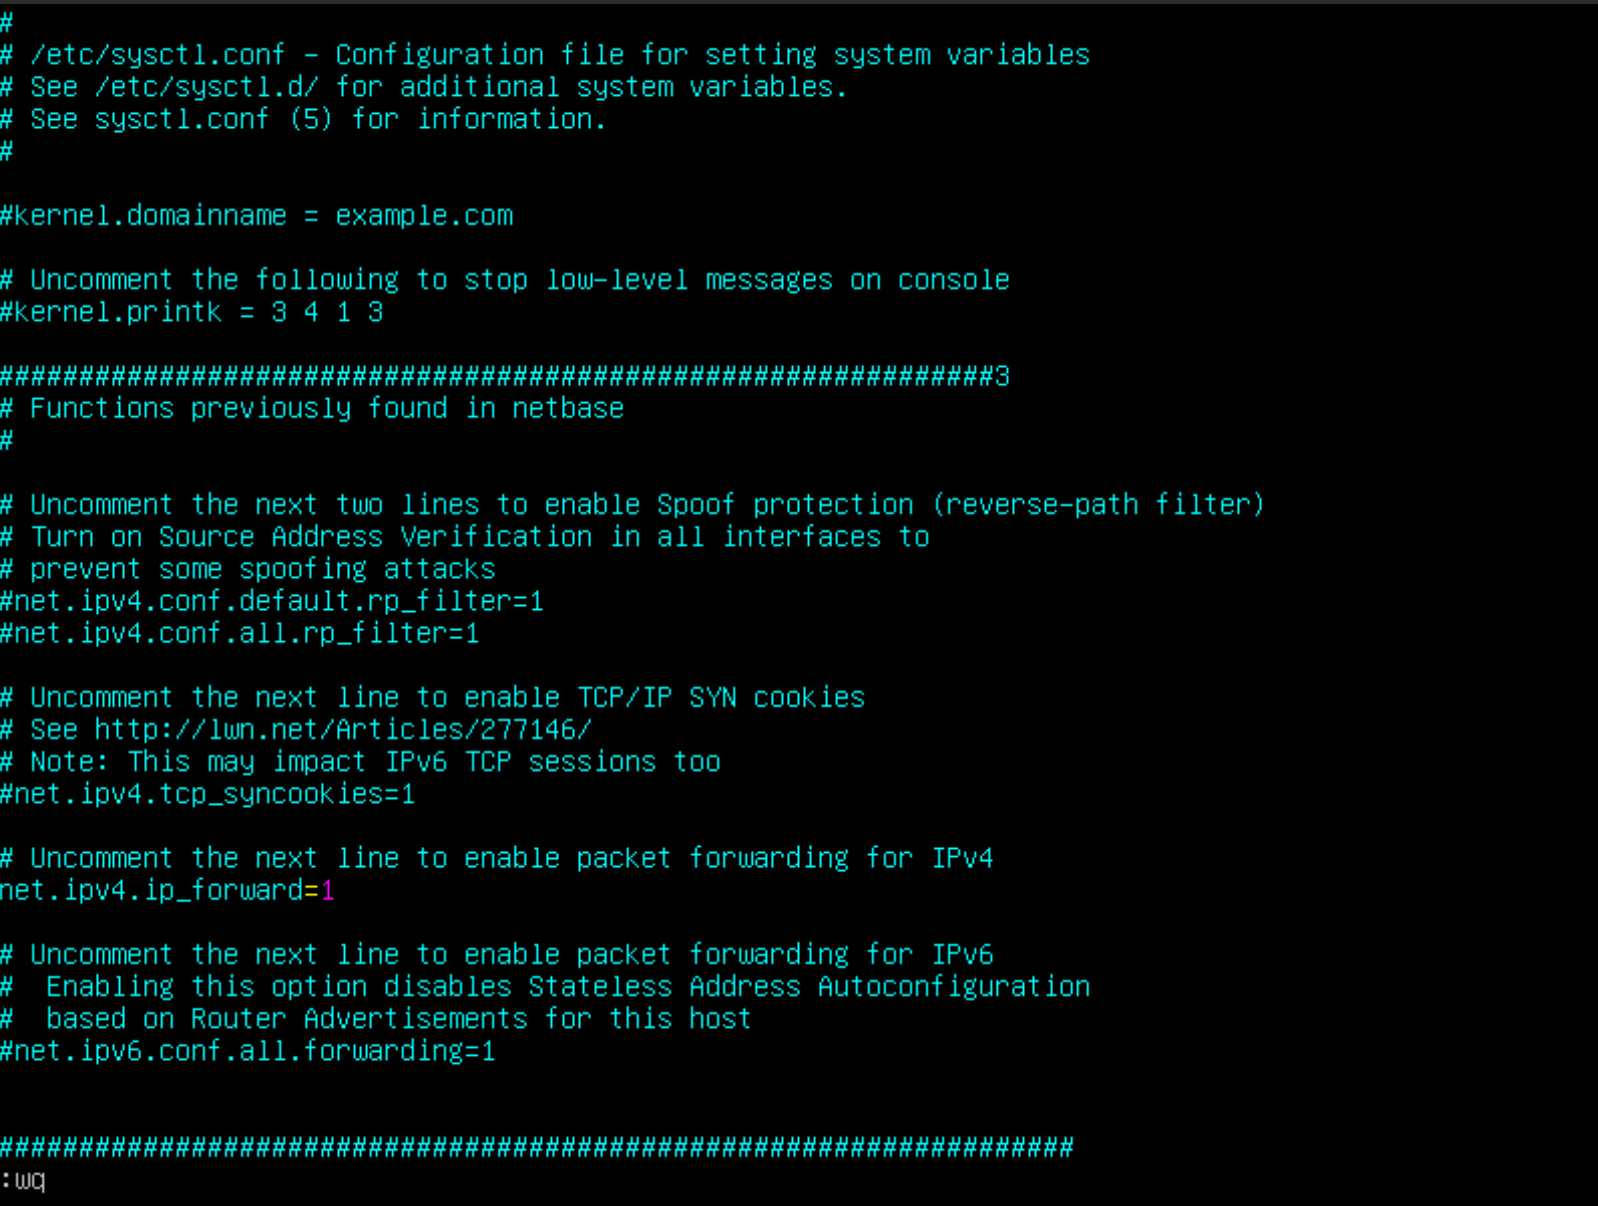 #
# /etc/sysctl.conf - Configuration file for setting system variables
# See /etc/sysctl.d/ for additional system variables.
# See sysctl.conf (5) for information.
#
#kernel.domainname = example.com
# Uncomment the following to stop low-level messages on console
#kernel.printk = 3 4 1 3
##############################################################3
# Functions previously found in netbase
#
# Uncomment the next two lines to enable Spoof protection (reverse-path filter)
# Turn on Source Address Verification in all interfaces to
# prevent some spoofing attacks
#net.ipv4.conf.default.rp_filter=1
#net.ipv4.conf.all.rp_filter=1
# Uncomment the next line to enable TCP/IP SYN cookies
# See http://lwn.net/Articles/277146/
# Note: This may impact IPv6 TCP sessions too
#net.ipv4.tcp_syncookies=1
# Uncomment the next line to enable packet forwarding for IPv4
net.ipv4.ip_forward=1
# Uncomment the next line to enable packet forwarding for IPv6
#  Enabling this option disables Stateless Address Autoconfiguration
#  based on Router Advertisements for this host
#net.ipv6.conf.all.forwarding=1
###################################################################
:wq